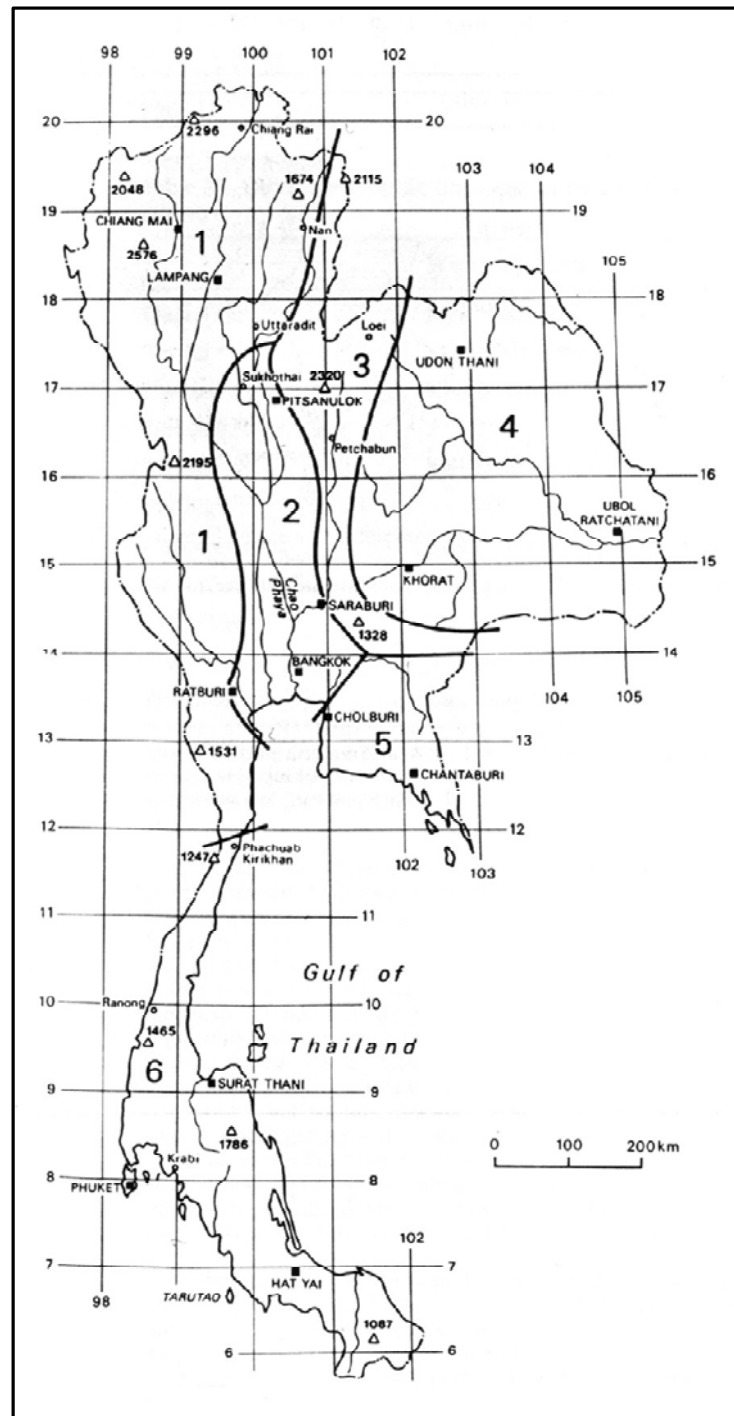 98 99 100 101 102
20 2296 Chiang Rai 20
2048 1674 2115 103 104
19 19
CHIANG MAI 1 Nan
2576
LAMPANG 105
18 18
Uttaradit Loei
3 UDON THANI
Sukhothai 2320
17 17
PITSANULOK
4
Petchabun
2195
16 16
UBOL
RATCHATANI
1 2
15 KHORAT 15
Chao
Phaya
SARABURI
1328
14 14
BANGKOK
RATBURI 104 105
CHOLBURI
13 5 13
1531
CHANTABURI
12 12
Phachuab
Kirikhan
1247 102 103
11 11
Gulf of
Ranong
10 10
1465 Thailand
6
9 SURAT THANI 9
1786 0 100 200 km
Krabi
8 8
PHUKET
102
7 7
HAT YAI
98 TARUTAO
1087
6 6